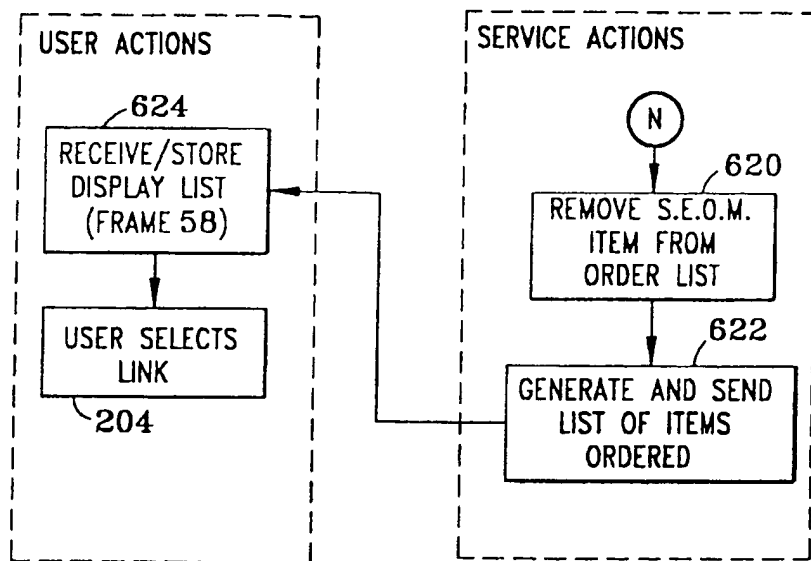 USER ACTIONS
624
RECEIVE/STORE
DISPLAY LIST
(FRAME 58)
USER SELECTS
LINK
204
SERVICE ACTIONS
N
620
REMOVE S.E.O.M.
ITEM FROM
ORDER LIST
622
GENERATE AND SEND
LIST OF ITEMS
ORDERED